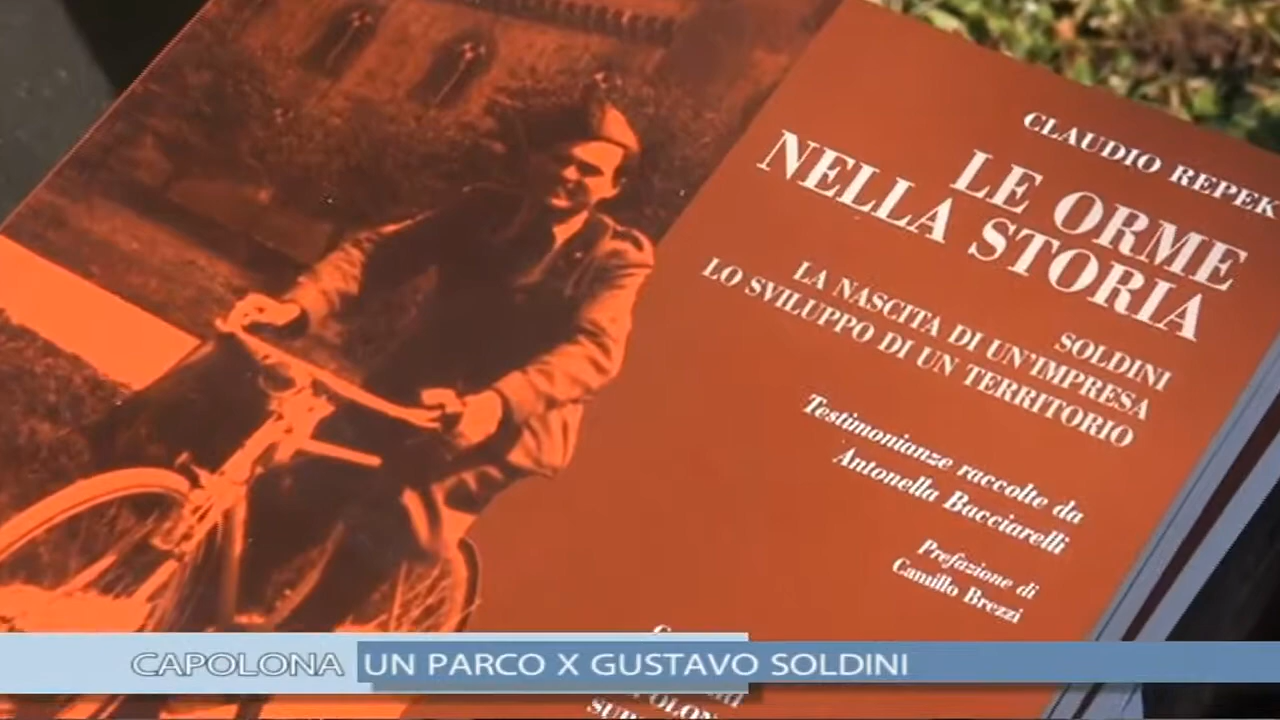 CLAUDIO REPEK
LE ORME
NELLA STORIA
SOLDINI
LA NASCITA DI UN'IMPRESA
LO SVILUPPO DI UN TERRITORIO
Testimonianze raccolte da
Antonella Bacciarelli
Prefazione di
Camillo Brezzi
CAPOLONA UN PARCO X GUSTAVO SOLDINI